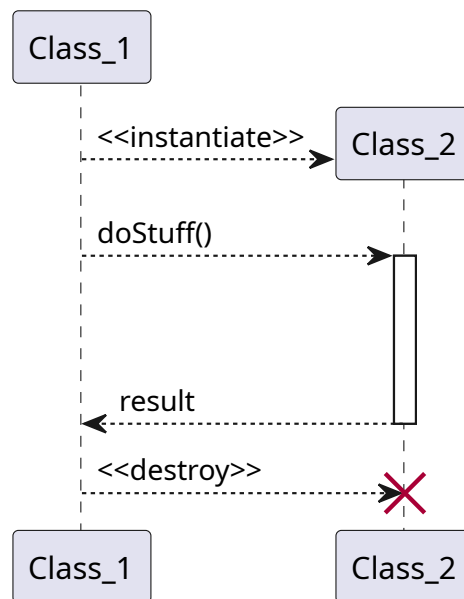 Class_1
<<instantiate>>
Class_2
doStuff()
result
<<destroy>>
Class_1
Class_2